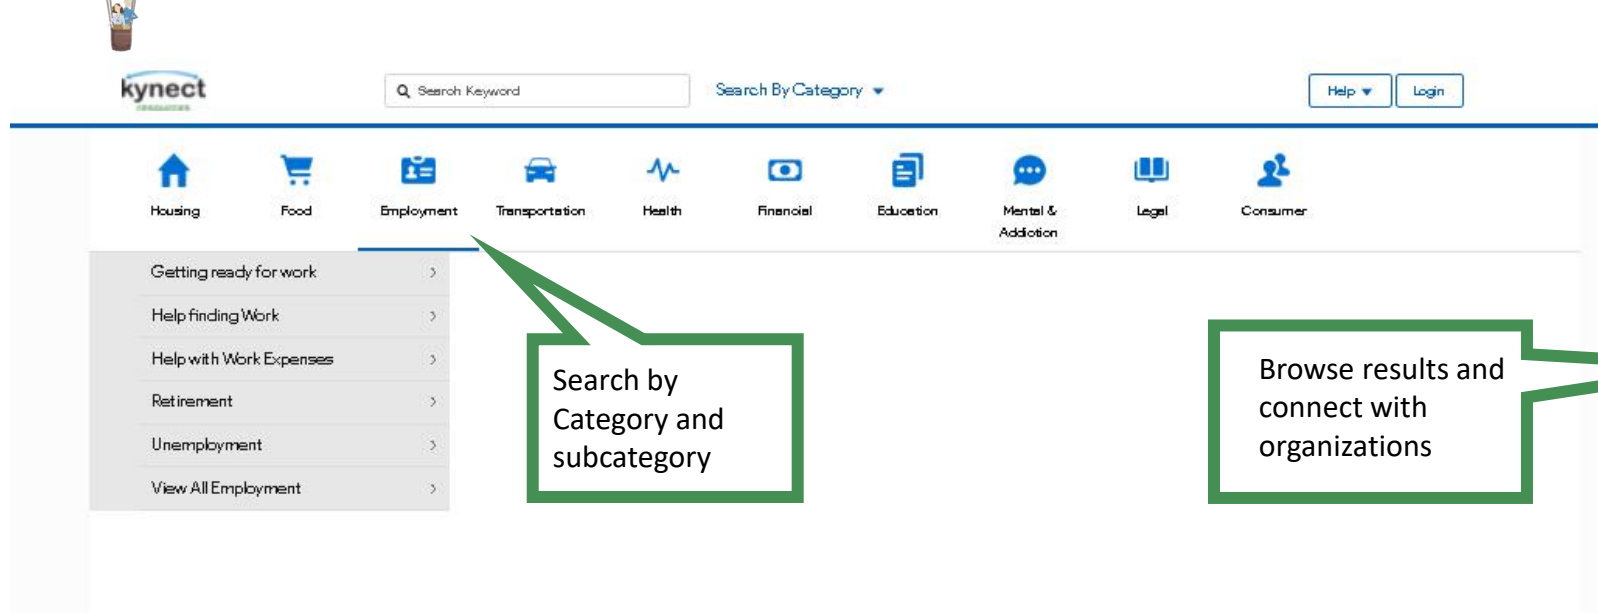 kynect
resources
Search Keyword
Search By Category
Help
Login
Housing
Food
Employment
Transportation
Health
Financial
Education
Mental &
Addiction
Legal
Consumer
Getting ready for work
Help finding Work
Help with Work Expenses
Retirement
Unemployment
View All Employment
Search by
Category and
subcategory
Browse results and
connect with
organizations